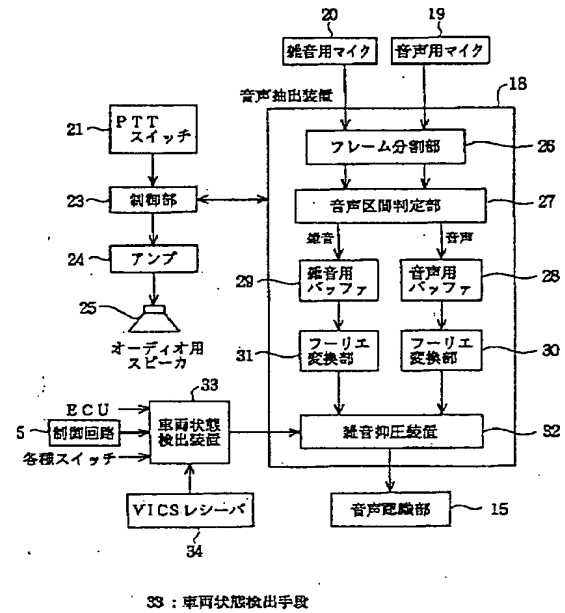 20
19
雑音用マイク
音声用マイク
18
音声抽出装置
21
PTT
スイッチ
フレーム分割部
26
23
制御部
音声区間判定部
27
雑音
音声
24
アンプ
29
雑音用
バッファ
音声用
バッファ
28
25
オーディオ用
スピーカ
31
フーリエ
変換部
フーリエ
変換部
30
33
ECU
5
制御回路
車両状態
検出装置
雑音抑圧装置
32
各種スイッチ
VICSレシーバ
34
音声認識部
15
33:車両状態検出手段